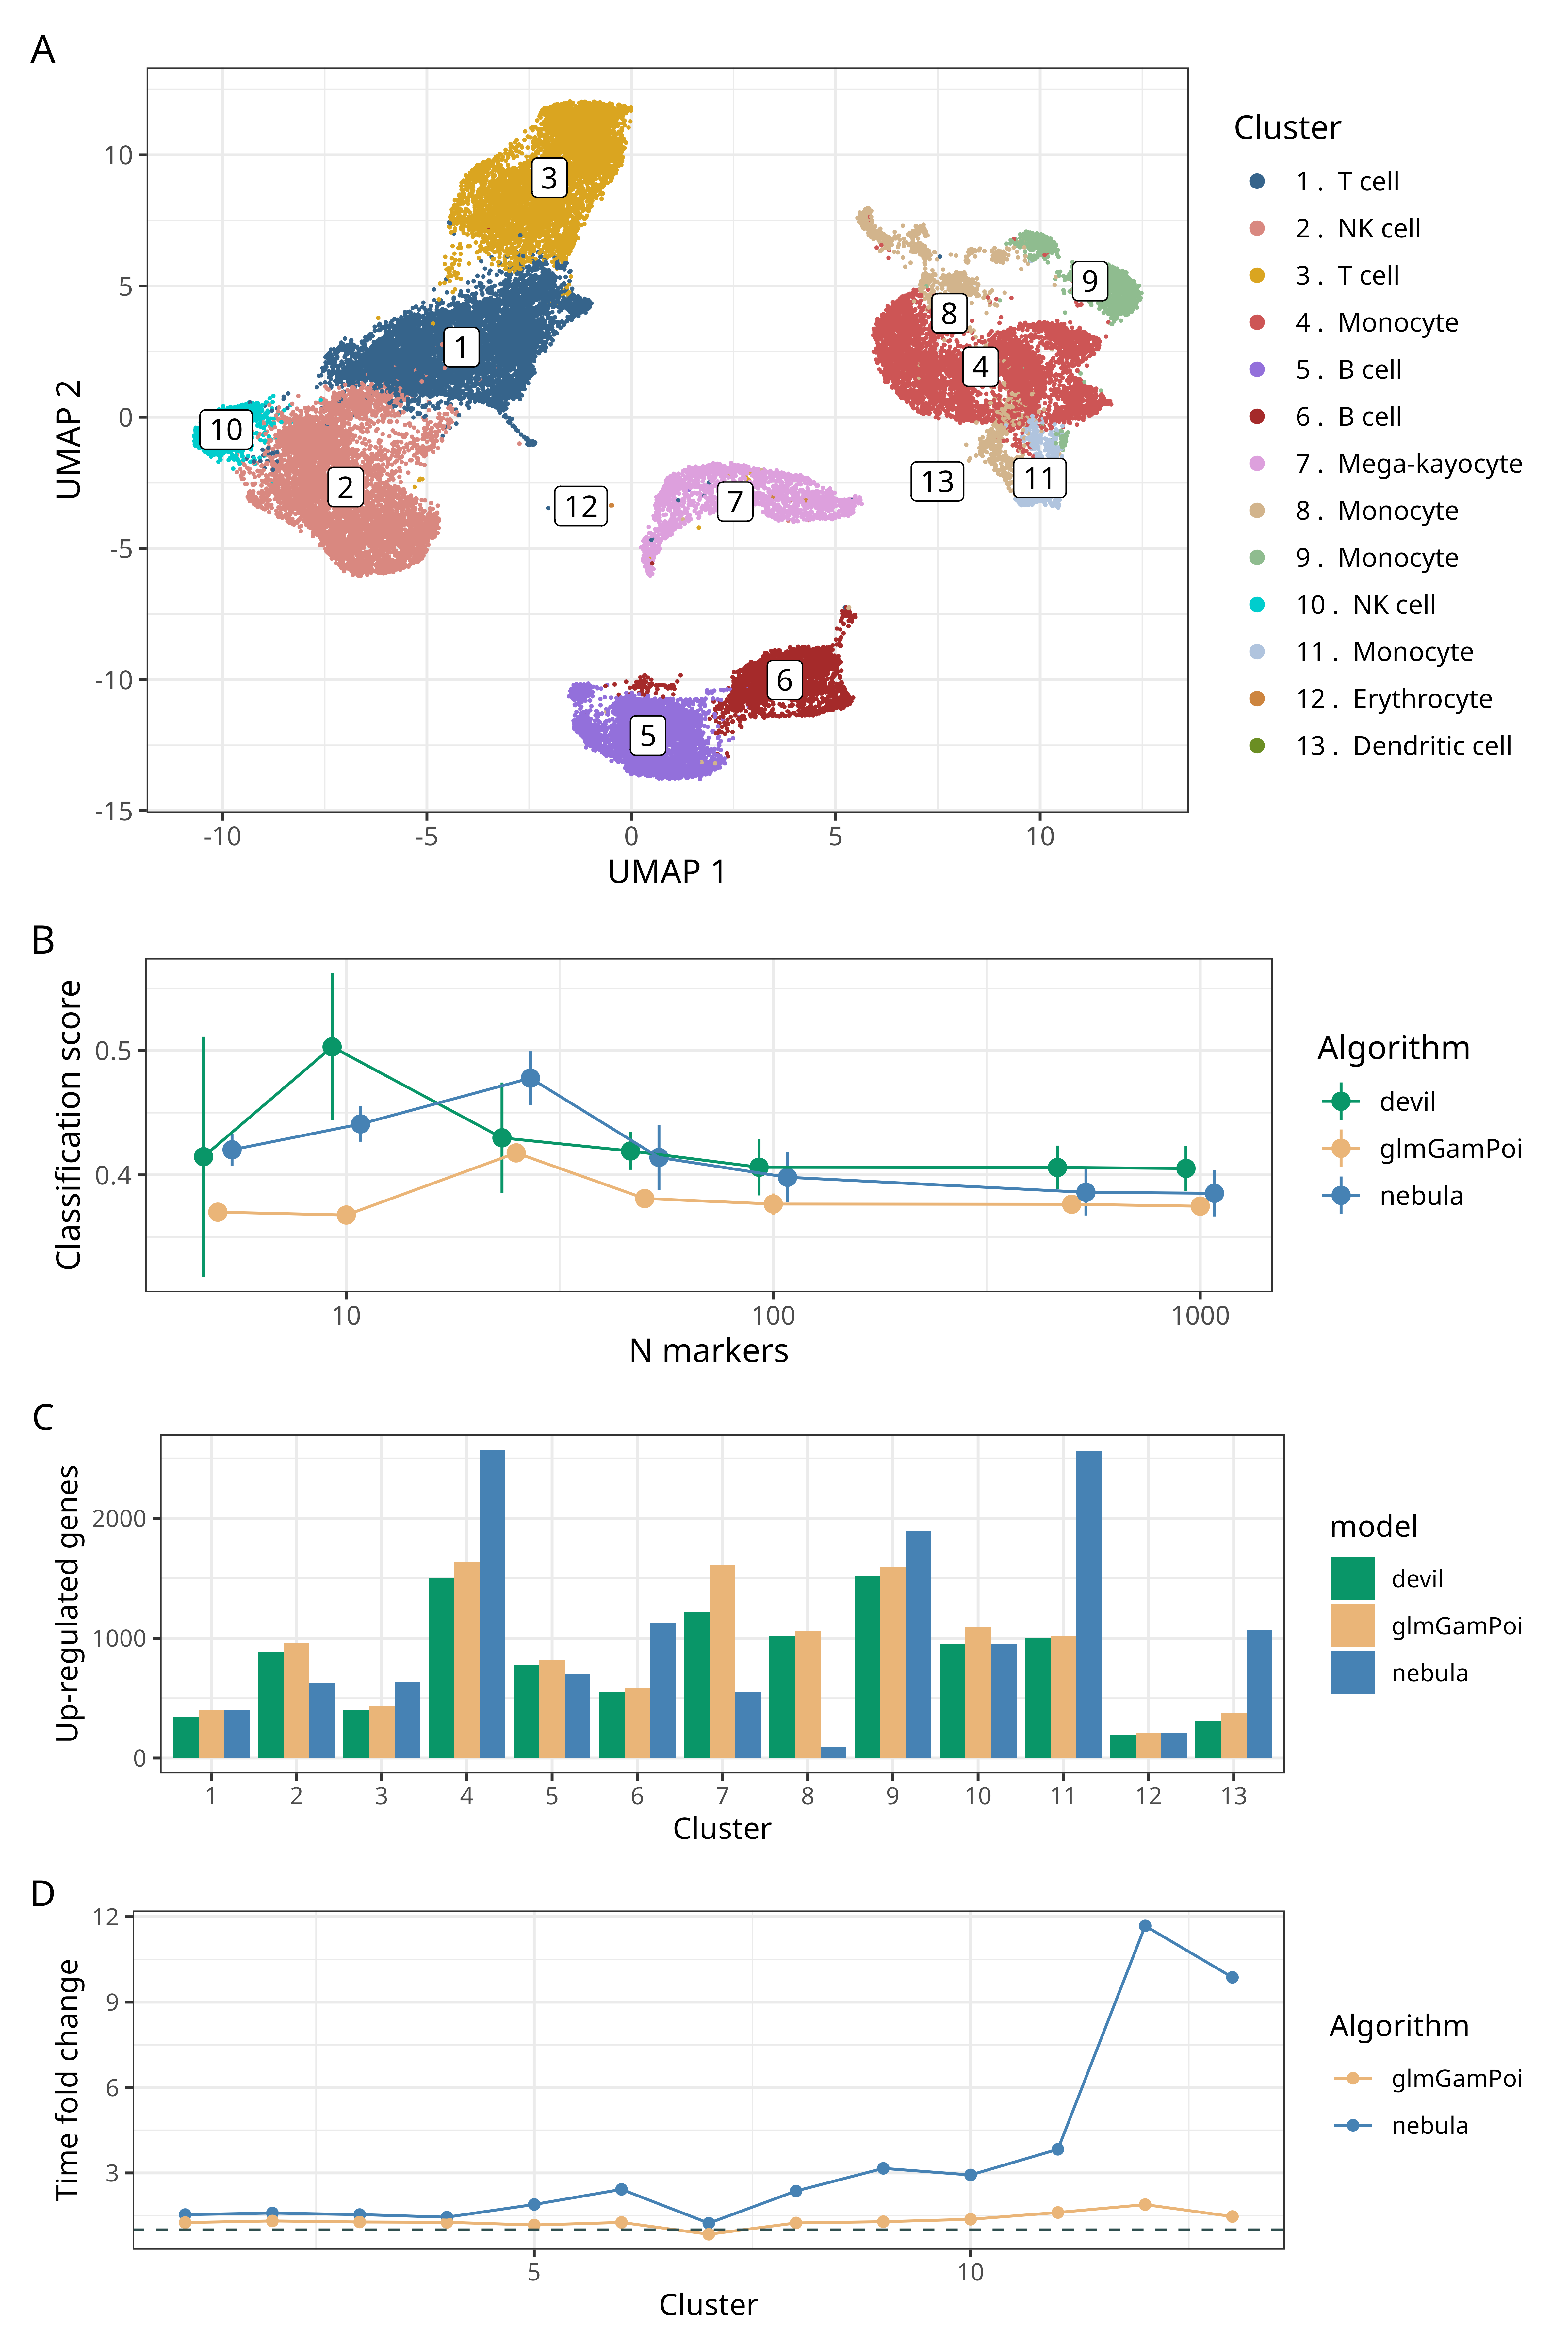 A
UMAP 2
10
5
0
-5
-10
-15
-10
-5
0
5
10
UMAP 1
3
1
10
2
12
7
13
11
8
4
9
6
5
Cluster
1 . T cell
2 . NK cell
3 . T cell
4 . Monocyte
5 . B cell
6 . B cell
7 . Mega-kayocyte
8 . Monocyte
9 . Monocyte
10 . NK cell
11 . Monocyte
12 . Erythrocyte
13 . Dendritic cell
B
Classification score
0.5
0.4
10
100
1000
N markers
Algorithm
devil
glmGamPoi
nebula
C
Up-regulated genes
2000
1000
0
1
2
3
4
5
6
7
8
9
10
11
12
13
Cluster
model
devil
glmGamPoi
nebula
D
Time fold change
12
9
6
3
5
10
Cluster
Algorithm
glmGamPoi
nebula